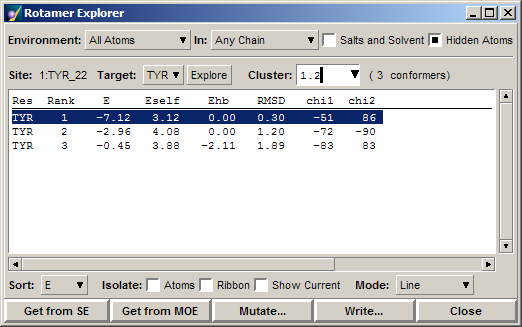 Rotamer Explorer
Environment: All Atoms In: Any Chain Salts and Solvent Hidden Atoms
Site: 1:TYR_22 Target: TYR Explore Cluster: 1.2 ( 3 conformers)
Res Rank E Eself Ehb RMSD chi1 chi2
TYR 1 -7.12 3.12 0.00 0.30 -51 86
TYR 2 -2.96 4.08 0.00 1.20 -72 -90
TYR 3 -0.45 3.88 -2.11 1.89 -83 83
Sort: E Isolate: Atoms Ribbon Show Current Mode: Line
Get from SE Get from MOE Mutate... Write... Close